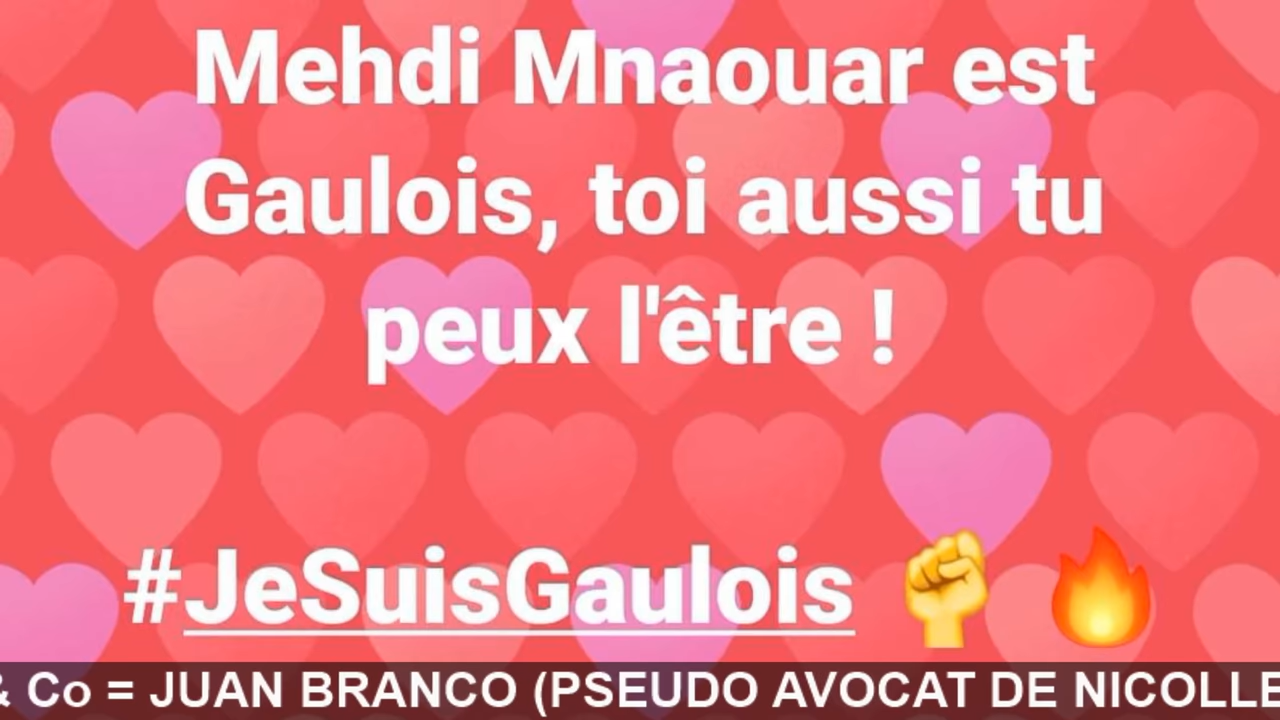 Mehdi Mnaouar est
Gaulois, toi aussi tu
peux l'être !
#JeSuisGaulois ✊ 🔥
& Co = JUAN BRANCO (PSEUDO AVOCAT DE NICOLLE